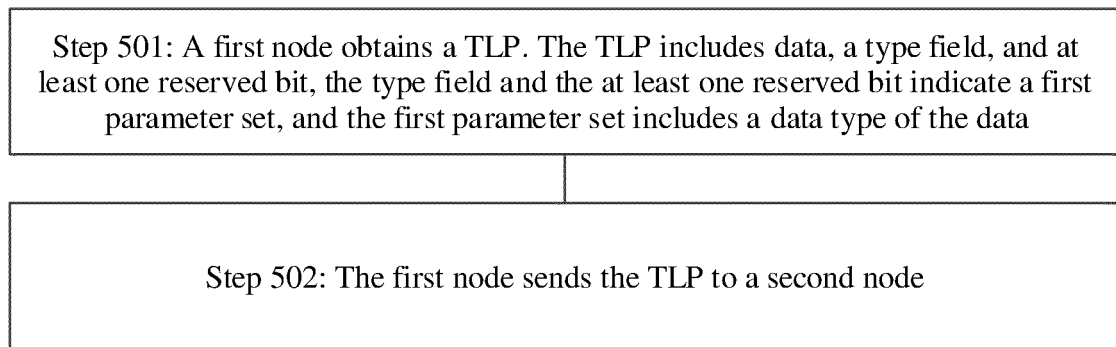 Step 501: A first node obtains a TLP. The TLP includes data, a type field, and at
least one reserved bit, the type field and the at least one reserved bit indicate a first
parameter set, and the first parameter set includes a data type of the data
Step 502: The first node sends the TLP to a second node